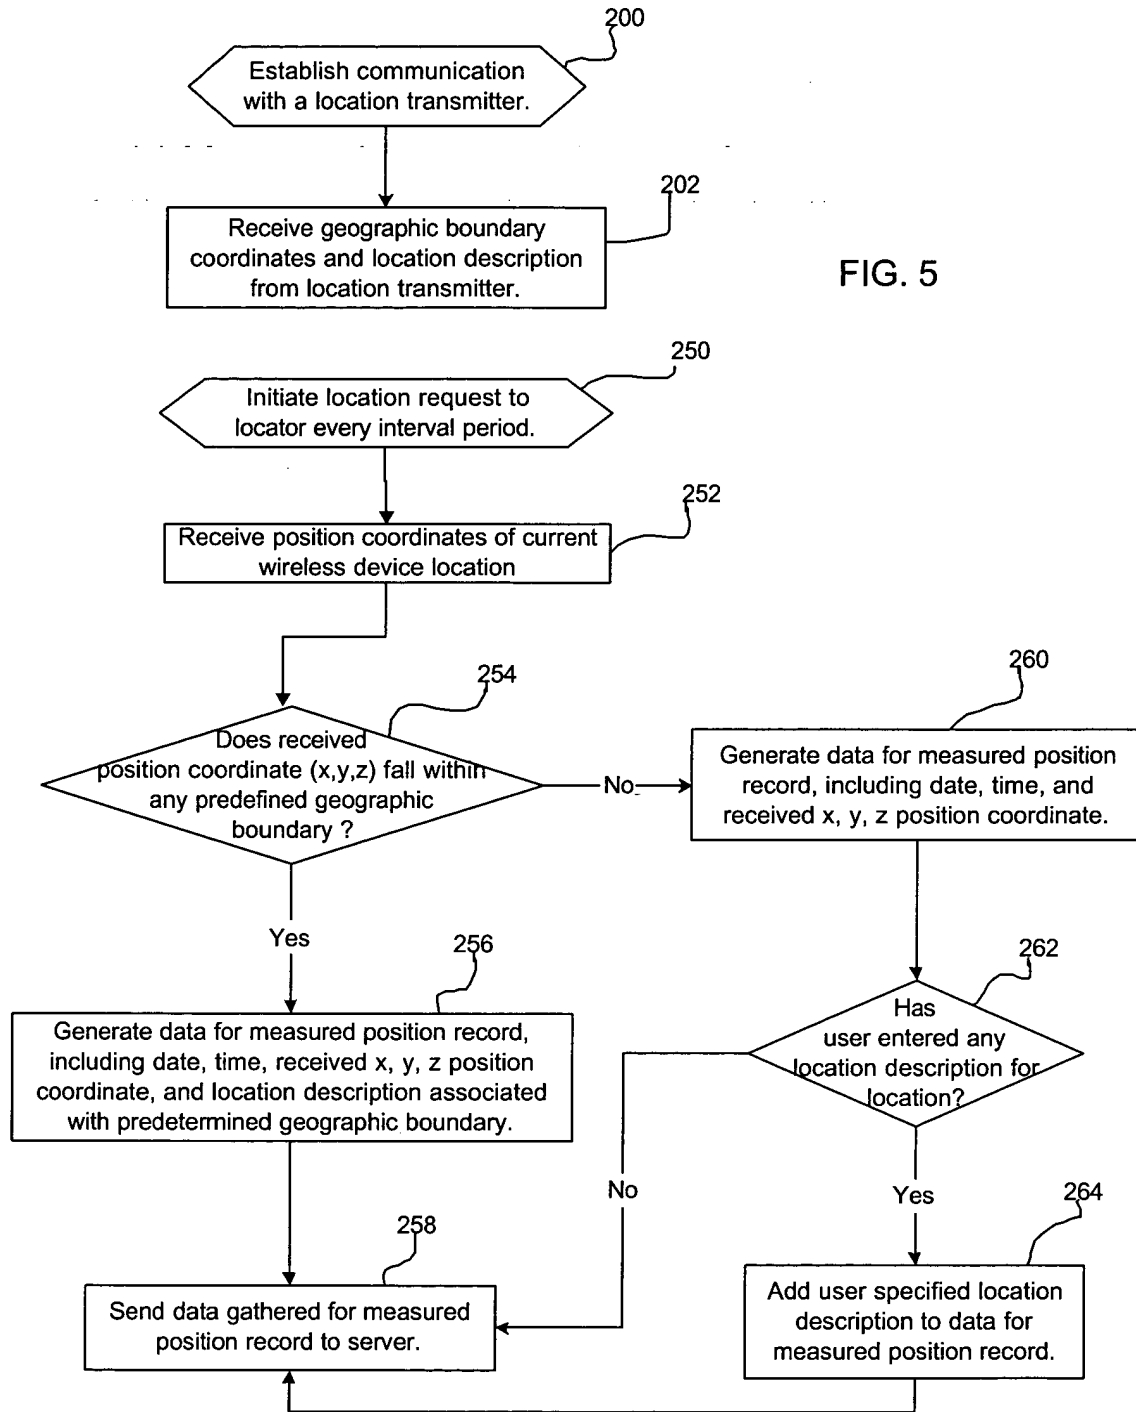 200
Establish communication
with a location transmitter.
202
Receive geographic boundary
coordinates and location description
from location transmitter.
FIG. 5
250
Initiate location request to
locator every interval period.
252
Receive position coordinates of current
wireless device location
254
Does received
position coordinate (x,y,z) fall within
any predefined geographic
boundary ?
No
260
Generate data for measured position
record, including date, time, and
received x, y, z position coordinate.
Yes
256
Generate data for measured position record,
including date, time, received x, y, z position
coordinate, and location description associated
with predetermined geographic boundary.
262
Has
user entered any
location description for
location?
No
Yes
258
Send data gathered for measured
position record to server.
264
Add user specified location
description to data for
measured position record.